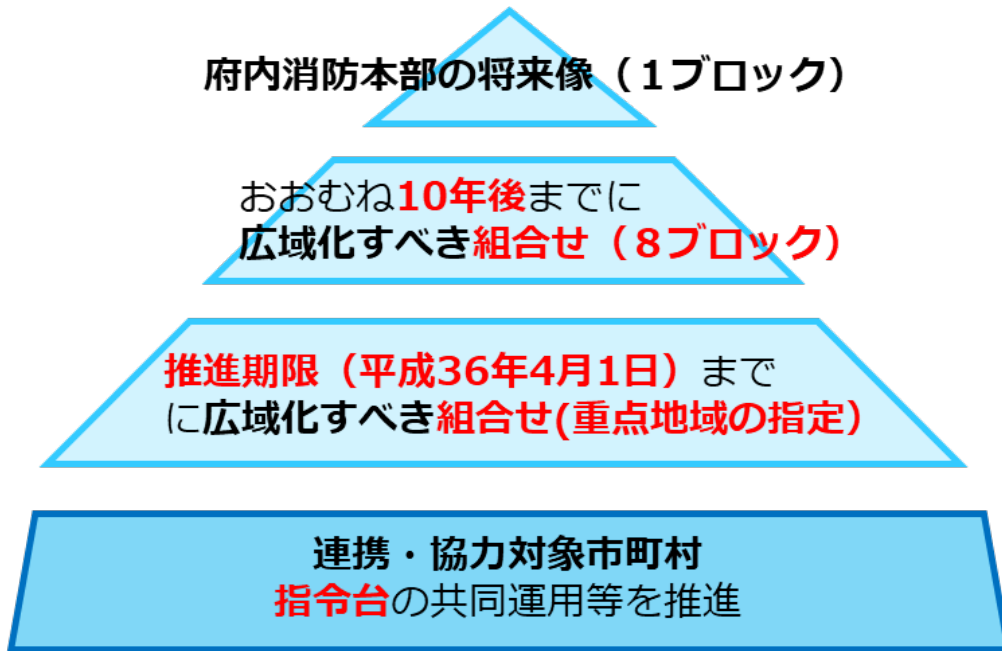 府内消防本部の将来像（１ブロック）
おおむね10年後までに
広域化すべき組合せ（８ブロック）
推進期限（平成36年4月1日）まで
に広域化すべき組合せ(重点地域の指定）
連携・協力対象市町村
指令台の共同運用等を推進